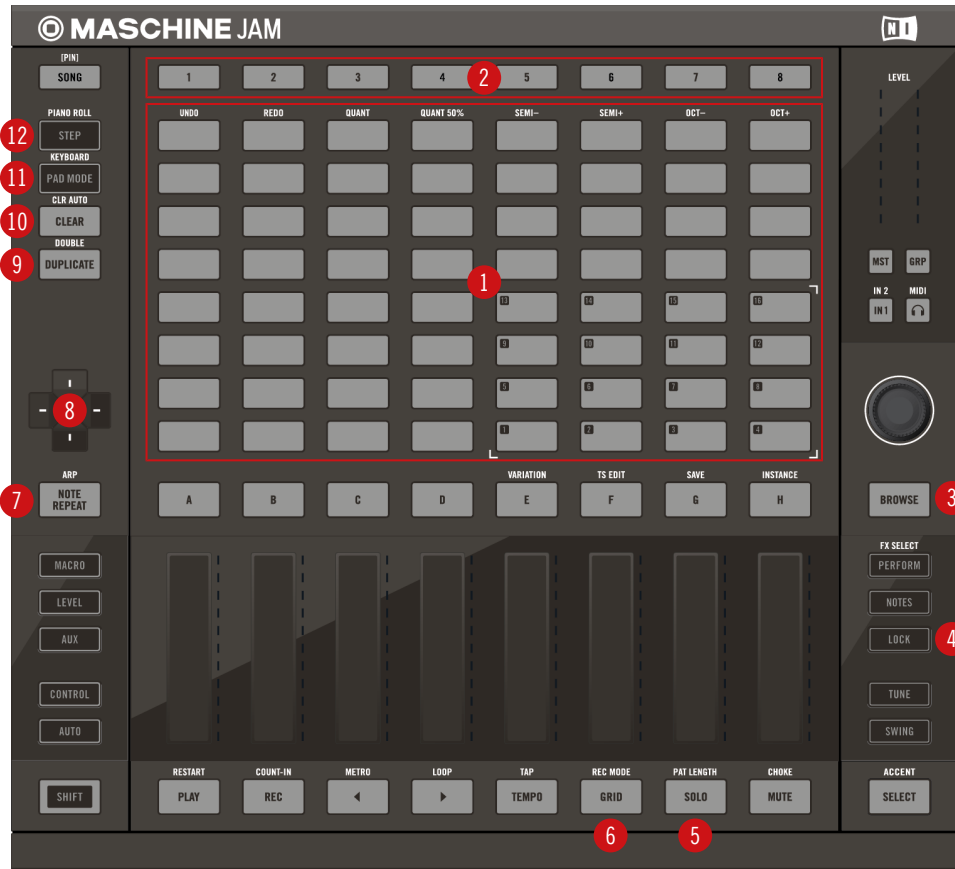 MASCHINE JAM
NI
[PIN]
SONG
1 2 3 4 2 5 6 7 8
LEVEL
PIANO ROLL UNDO REDO QUANT QUANT 50% SEMI– SEMI+ OCT– OCT+
12 STEP
KEYBOARD
11 PAD MODE
CLR AUTO
10 CLEAR
DOUBLE
9 DUPLICATE
MST GRP
1
IN 2 MIDI
IN 1
13 14 15 16
9 10 11 12
5 6 7 8
8
1 2 3 4
ARP VARIATION TS EDIT SAVE INSTANCE
7 NOTE REPEAT A B C D E F G H BROWSE 3
FX SELECT
MACRO PERFORM
LEVEL NOTES
AUX LOCK 4
CONTROL TUNE
AUTO SWING
RESTART COUNT-IN METRO LOOP TAP REC MODE PAT LENGTH CHOKE ACCENT
SHIFT PLAY REC TEMPO GRID SOLO MUTE SELECT
6 5